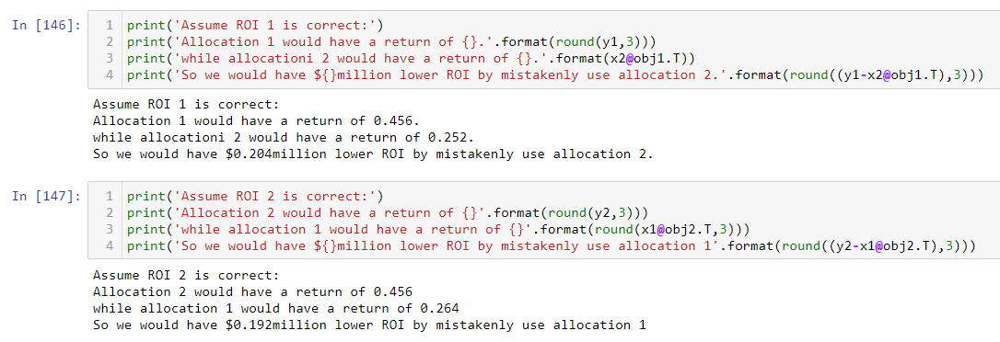 In [146]:
1 print('Assume ROI 1 is correct:')
2 print('Allocation 1 would have a return of {}.'.format(round(y1,3)))
3 print('while allocationi 2 would have a return of {}.'.format(x2@obj1.T))
4 print('So we would have ${}million lower ROI by mistakenly use allocation 2.'.format(round((y1-x2@obj1.T),3)))
Assume ROI 1 is correct:
Allocation 1 would have a return of 0.456.
while allocationi 2 would have a return of 0.252.
So we would have $0.204million lower ROI by mistakenly use allocation 2.
In [147]:
1 print('Assume ROI 2 is correct:')
2 print('Allocation 2 would have a return of {}'.format(round(y2,3)))
3 print('while allocation 1 would have a return of {}'.format(round(x1@obj2.T,3)))
4 print('So we would have ${}million lower ROI by mistakenly use allocation 1'.format(round((y2-x1@obj2.T),3)))
Assume ROI 2 is correct:
Allocation 2 would have a return of 0.456
while allocation 1 would have a return of 0.264
So we would have $0.192million lower ROI by mistakenly use allocation 1